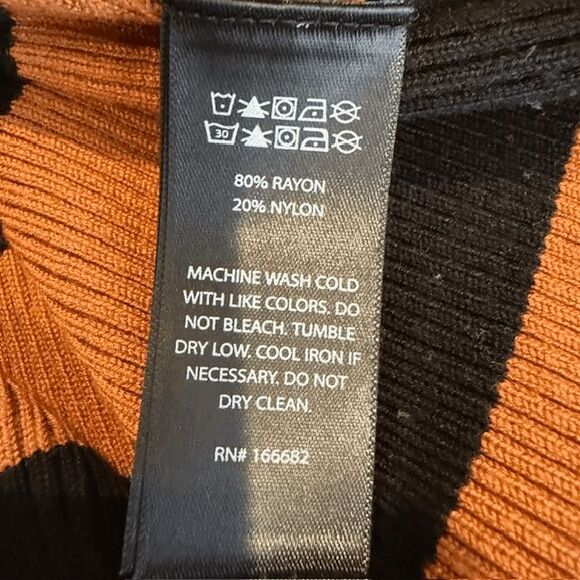 30
80% RAYON
20% NYLON
MACHINE WASH COLD
WITH LIKE COLORS. DO
NOT BLEACH. TUMBLE
DRY LOW. COOL IRON IF
NECESSARY. DO NOT
DRY CLEAN.
RN# 166682